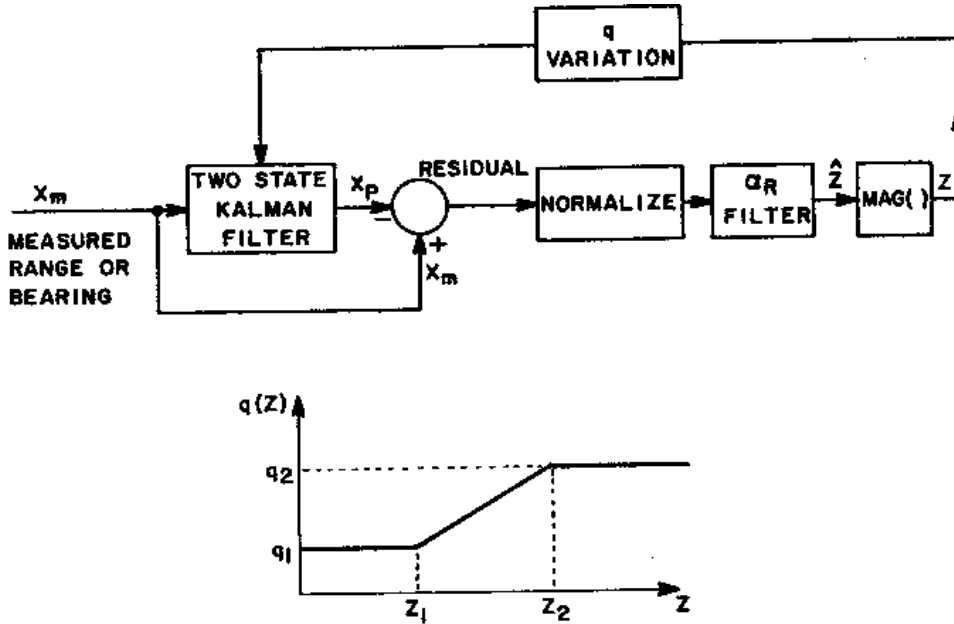 q
VARIATION
RESIDUAL
Xm
TWO STATE
KALMAN
FILTER
Xp
−
+
Xm
NORMALIZE
αR
FILTER
Ẑ
MAG( )
Z
MEASURED
RANGE OR
BEARING
q(Z)
q2
q1
Z1
Z2
Z